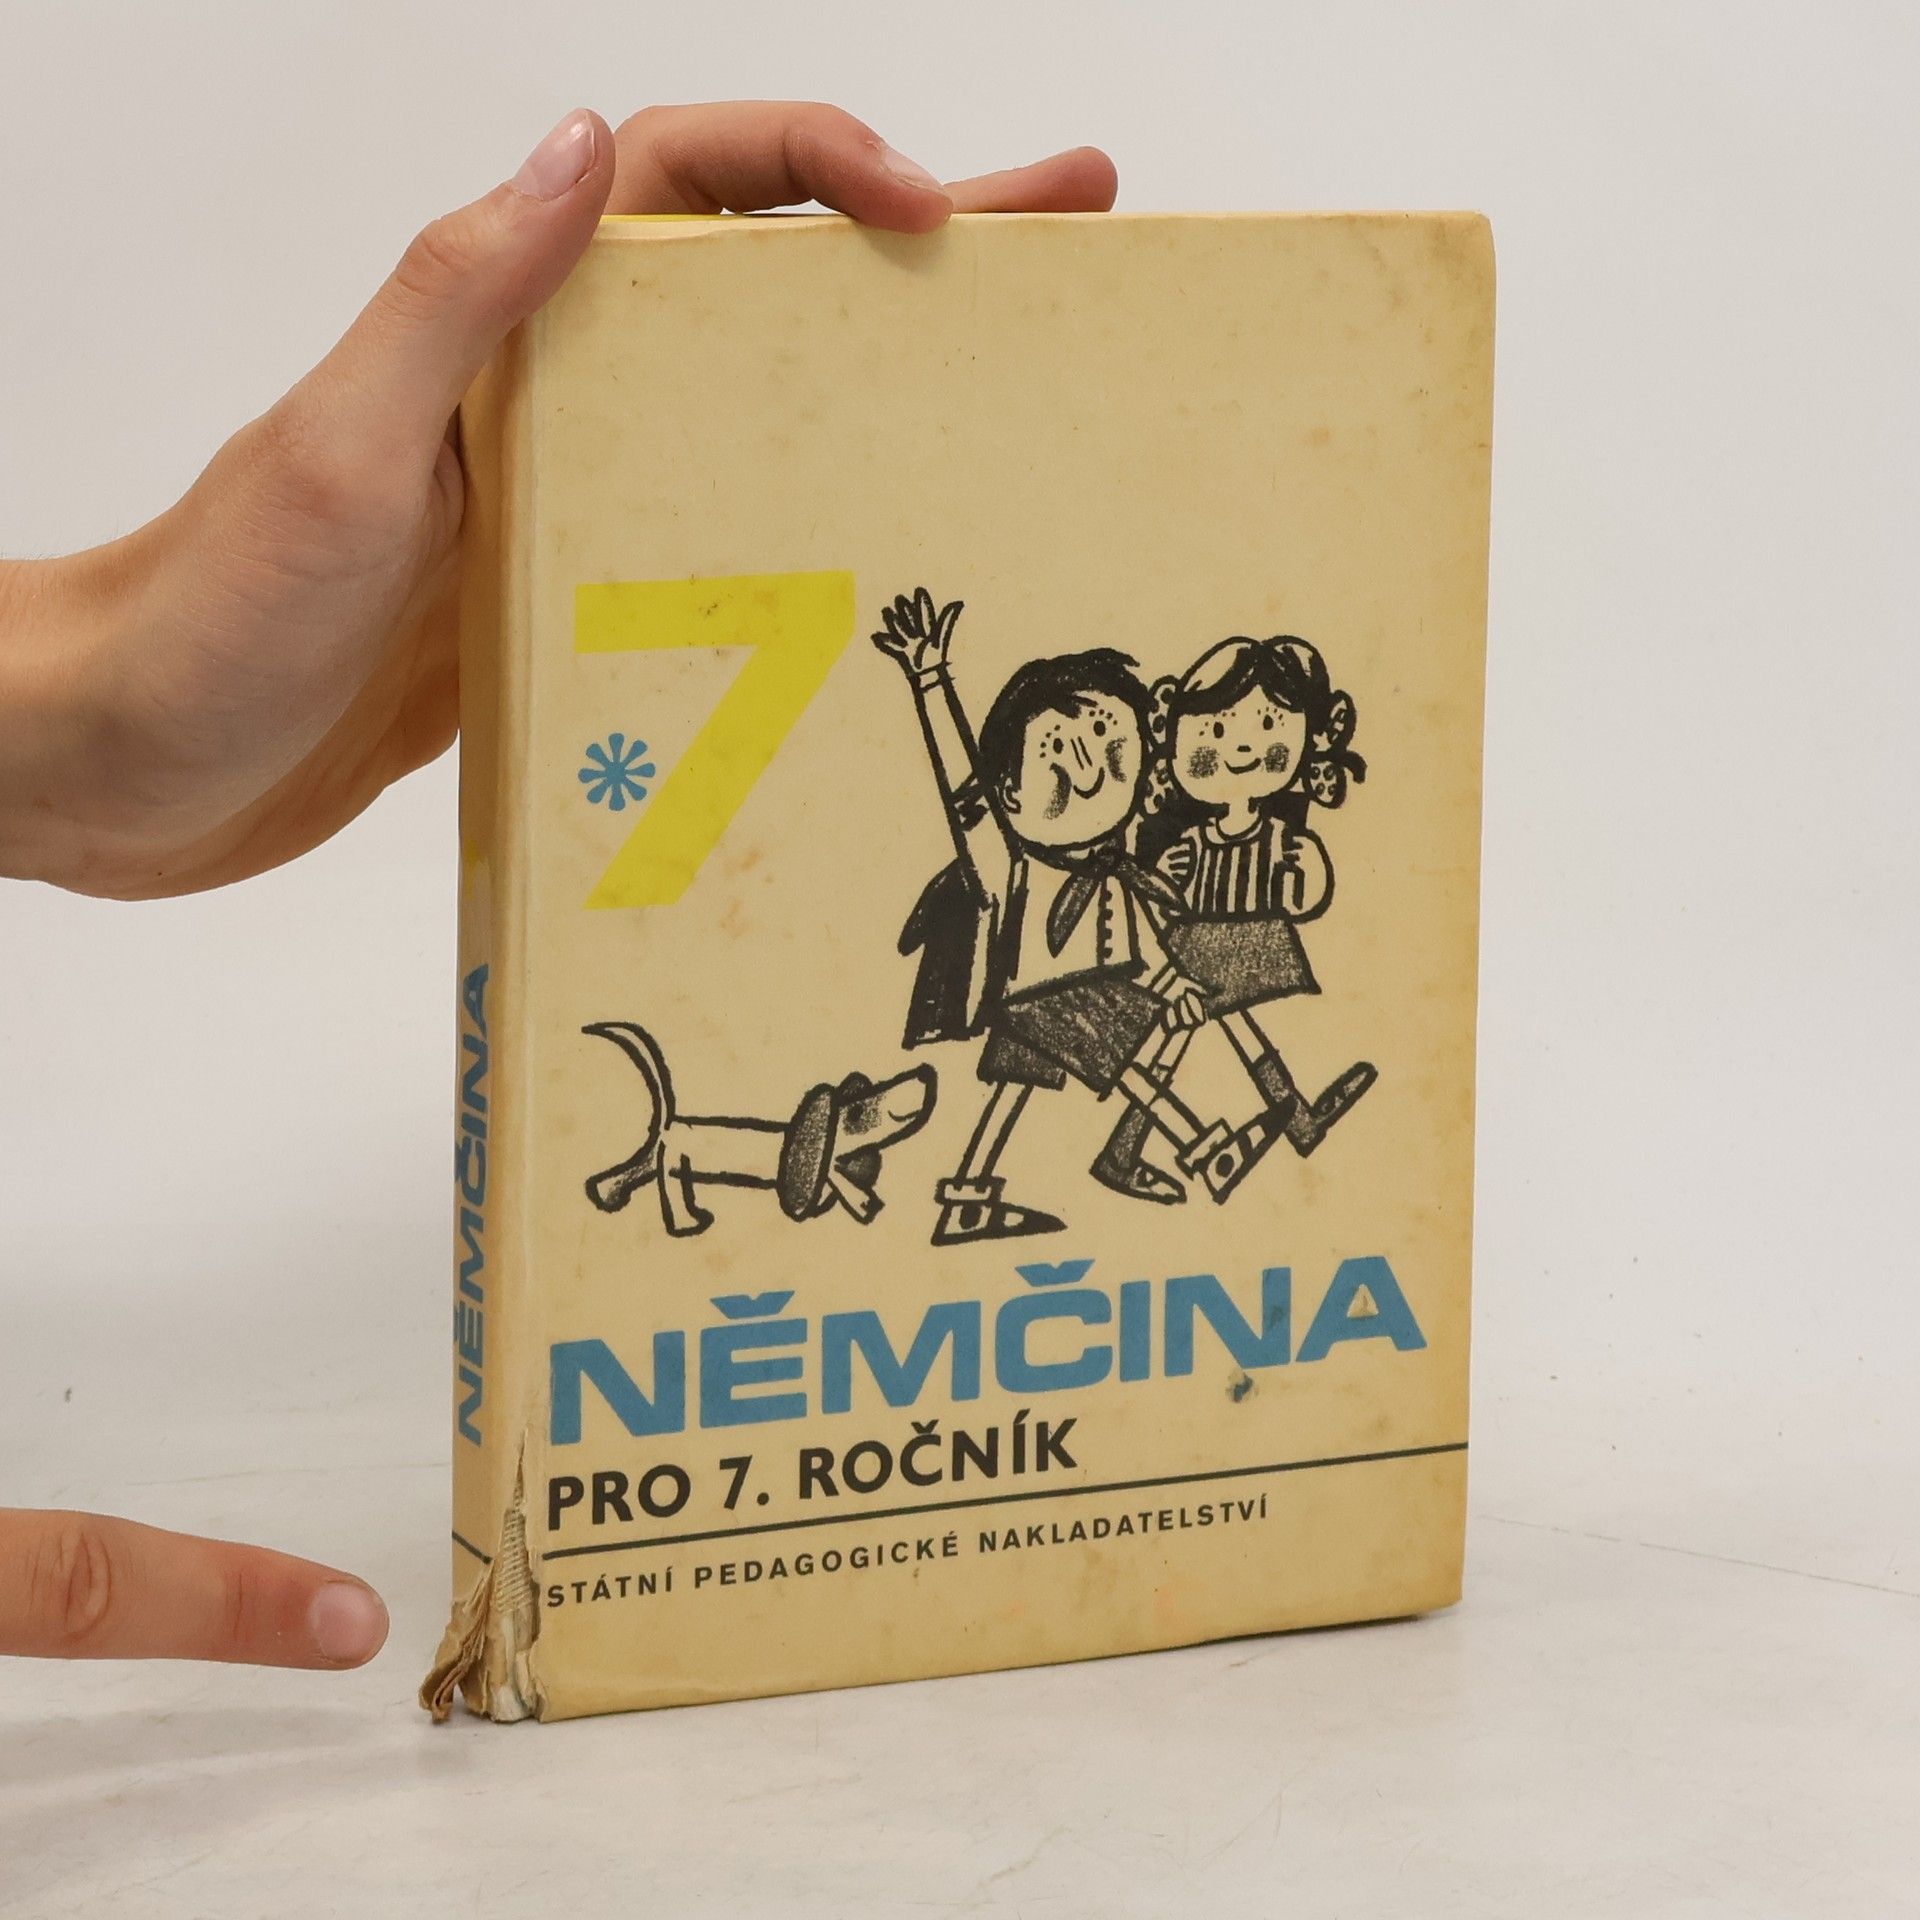 7
NĚMČINA
PRO 7. ROČNÍK
STÁTNÍ PEDAGOGICKÉ NAKLADATELSTVÍ
NĚMČINA